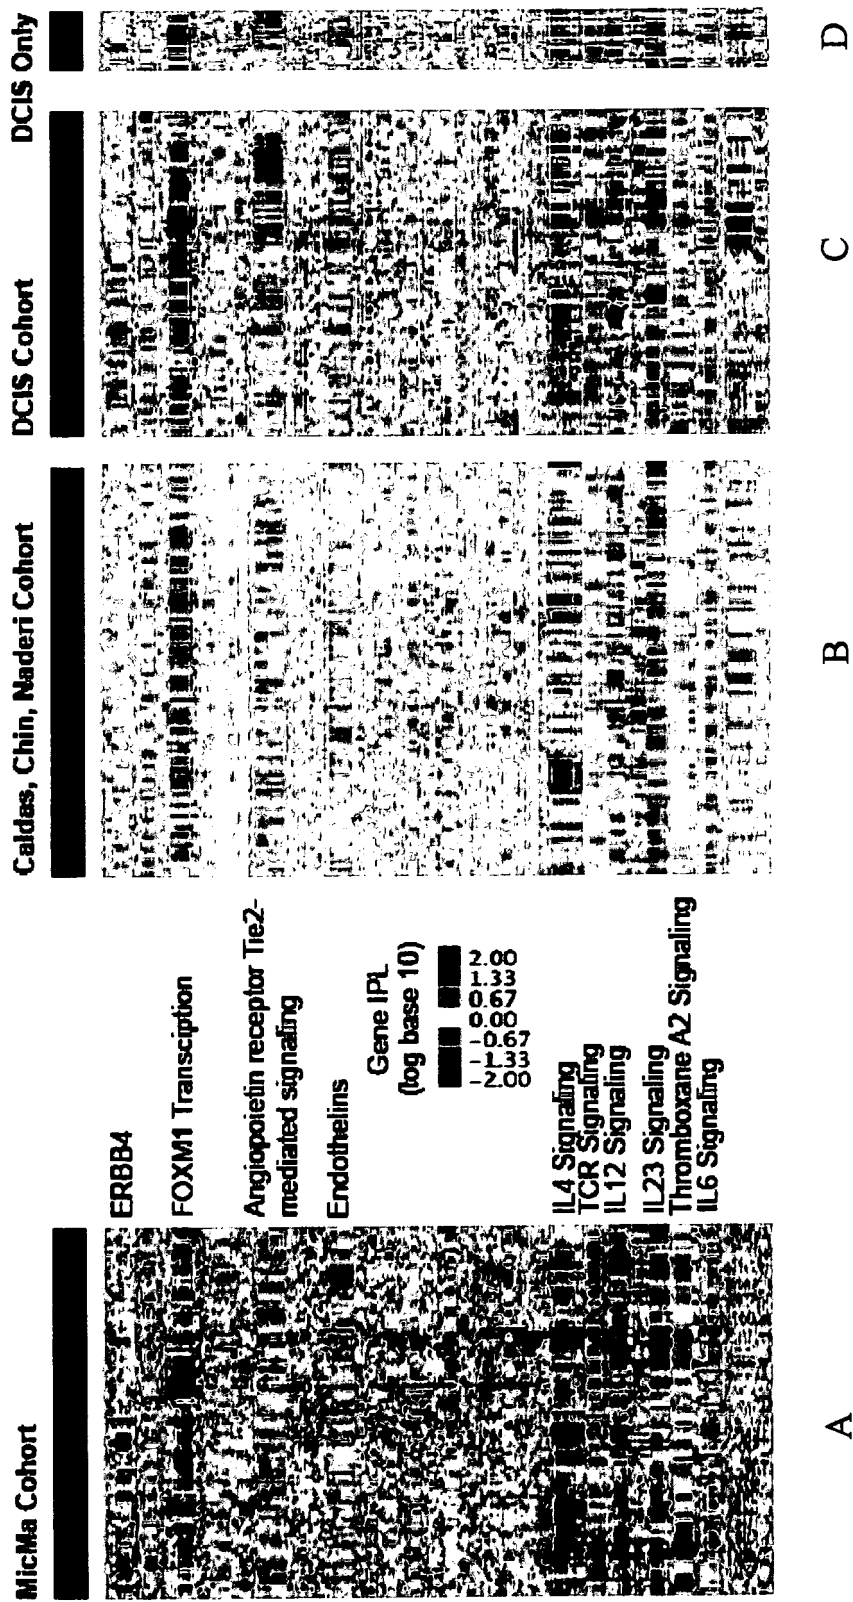 MicMa Cohort
Caldas, Chin, Naderi Cohort
DCIS Cohort
DCIS Only
ERBB4
FOXM1 Transciption
Angiopoietin receptor Tie2-
mediated signaling
Endothelins
Gene IPL
(log base 10)
2.00
1.33
0.67
0.00
-0.67
-1.33
-2.00
IL4 Signaling
TCR Signaling
IL12 Signaling
IL23 Signaling
Thromboxane A2 Signaling
IL6 Signaling
A
B
C
D